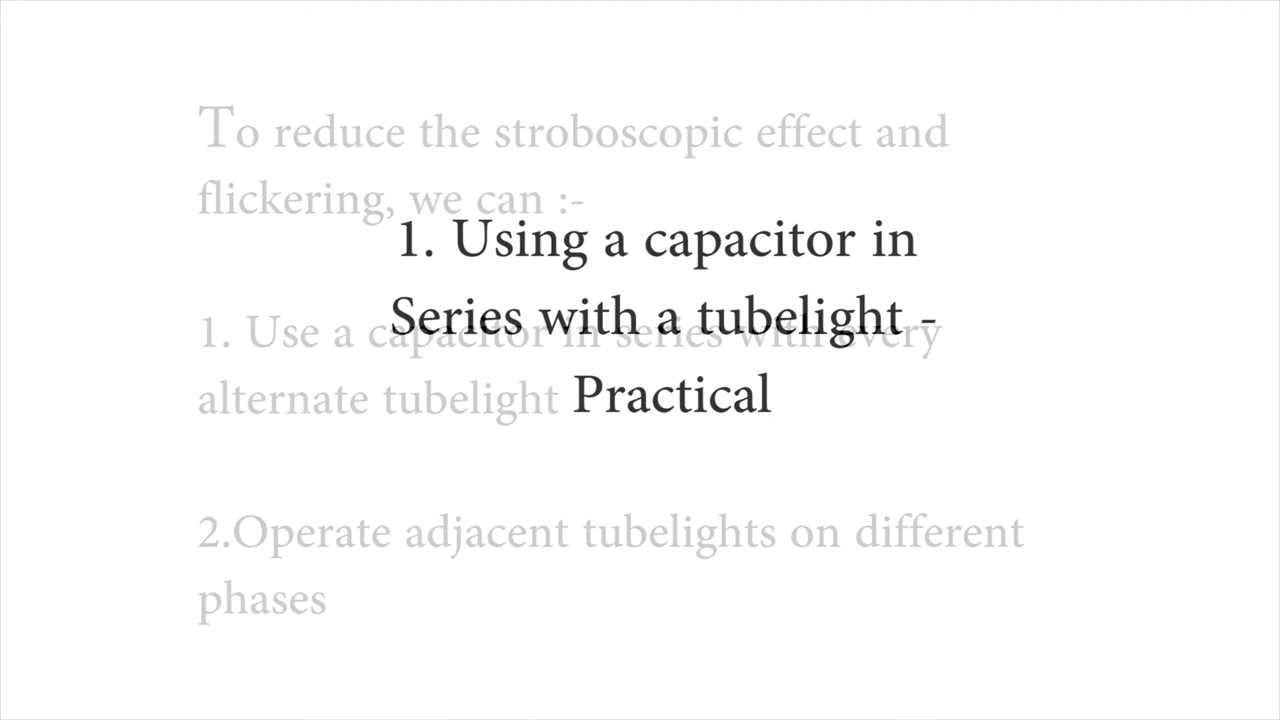 To reduce the stroboscopic effect and
flickering, we can :-
1. Using a capacitor in
Series with a tubelight -
Practical
1. Use a capacitor in series with every
alternate tubelight
2.Operate adjacent tubelights on different
phases